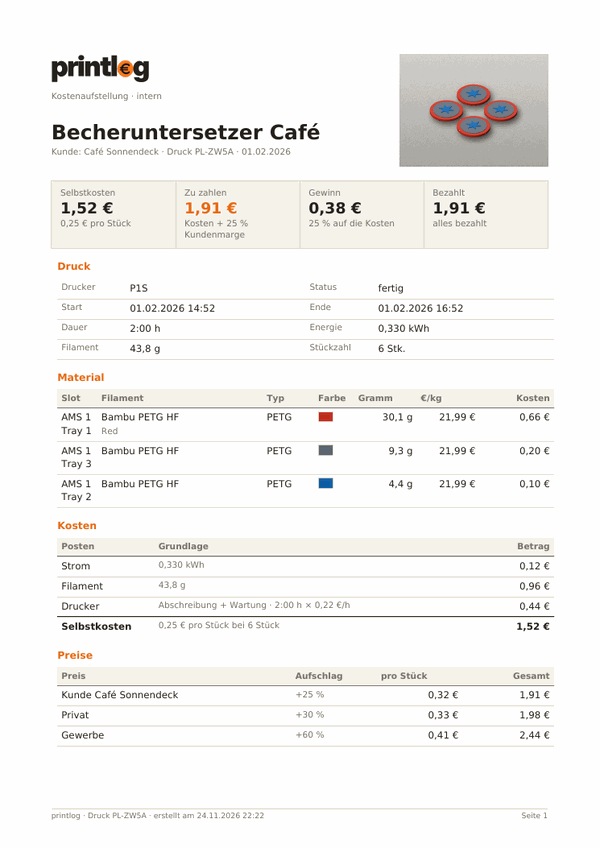 printlog
Kostenaufstellung · intern
Becheruntersetzer Café
Kunde: Café Sonnendeck · Druck PL-ZW5A · 01.02.2026
Selbstkosten Zu zahlen Gewinn Bezahlt
1,52 € 1,91 € 0,38 € 1,91 €
0,25 € pro Stück Kosten + 25 % 25 % auf die Kosten alles bezahlt
Kundenmarge
Druck
Drucker P1S Status fertig
Start 01.02.2026 14:52 Ende 01.02.2026 16:52
Dauer 2:00 h Energie 0,330 kWh
Filament 43,8 g Stückzahl 6 Stk.
Material
Slot Filament Typ Farbe Gramm €/kg Kosten
AMS 1 Bambu PETG HF PETG 30,1 g 21,99 € 0,66 €
Tray 1 Red
AMS 1 Bambu PETG HF PETG 9,3 g 21,99 € 0,20 €
Tray 3
AMS 1 Bambu PETG HF PETG 4,4 g 21,99 € 0,10 €
Tray 2
Kosten
Posten Grundlage Betrag
Strom 0,330 kWh 0,12 €
Filament 43,8 g 0,96 €
Drucker Abschreibung + Wartung · 2:00 h × 0,22 €/h 0,44 €
Selbstkosten 0,25 € pro Stück bei 6 Stück 1,52 €
Preise
Preis Aufschlag pro Stück Gesamt
Kunde Café Sonnendeck +25 % 0,32 € 1,91 €
Privat +30 % 0,33 € 1,98 €
Gewerbe +60 % 0,41 € 2,44 €
printlog · Druck PL-ZW5A · erstellt am 24.11.2026 22:22 Seite 1